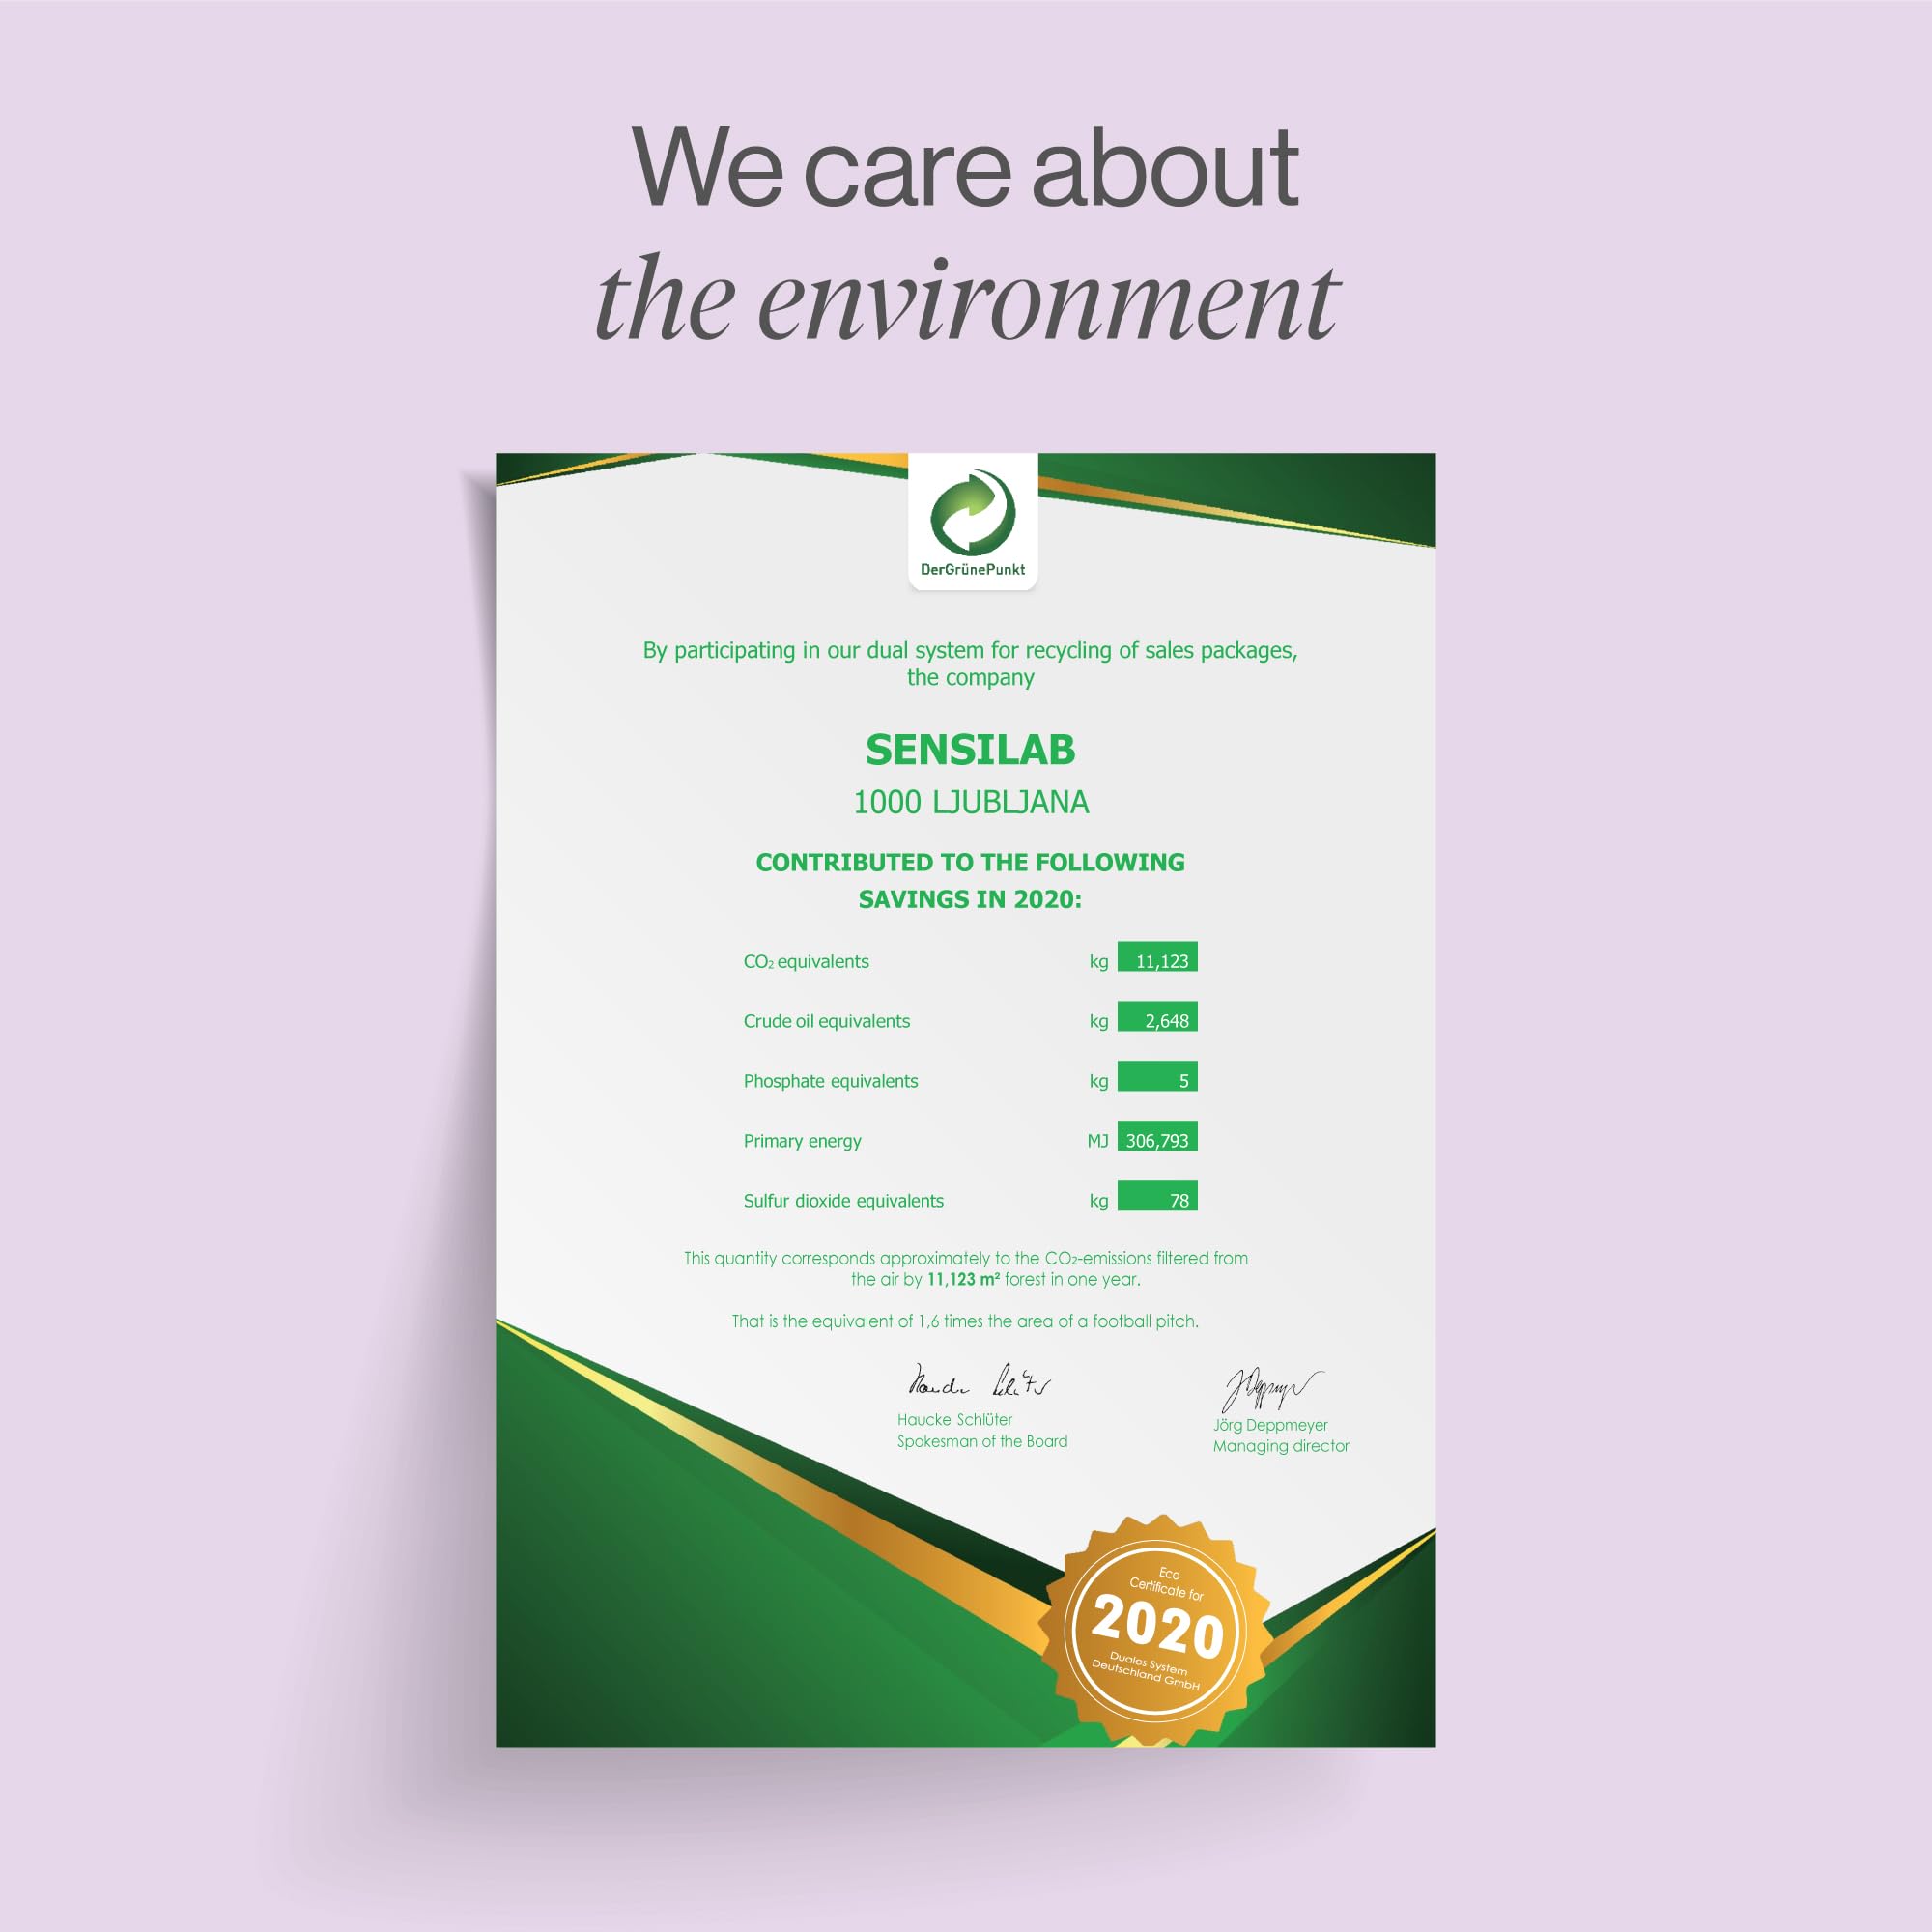 We care about
the environment
DerGrünePunkt
By participating in our dual system for recycling of sales packages,
the company
SENSILAB
1000 LJUBLJANA
CONTRIBUTED TO THE FOLLOWING
SAVINGS IN 2020:
CO₂ equivalents kg 11,123
Crude oil equivalents kg 2,648
Phosphate equivalents kg 5
Primary energy MJ 306,793
Sulfur dioxide equivalents kg 78
This quantity corresponds approximately to the CO₂-emissions filtered from
the air by 11,123 m² forest in one year.
That is the equivalent of 1,6 times the area of a football pitch.
Haucke Schlüter
Spokesman of the Board
Jörg Deppmeyer
Managing director
Eco
Certificate for
2020
Duales System
Deutschland GmbH